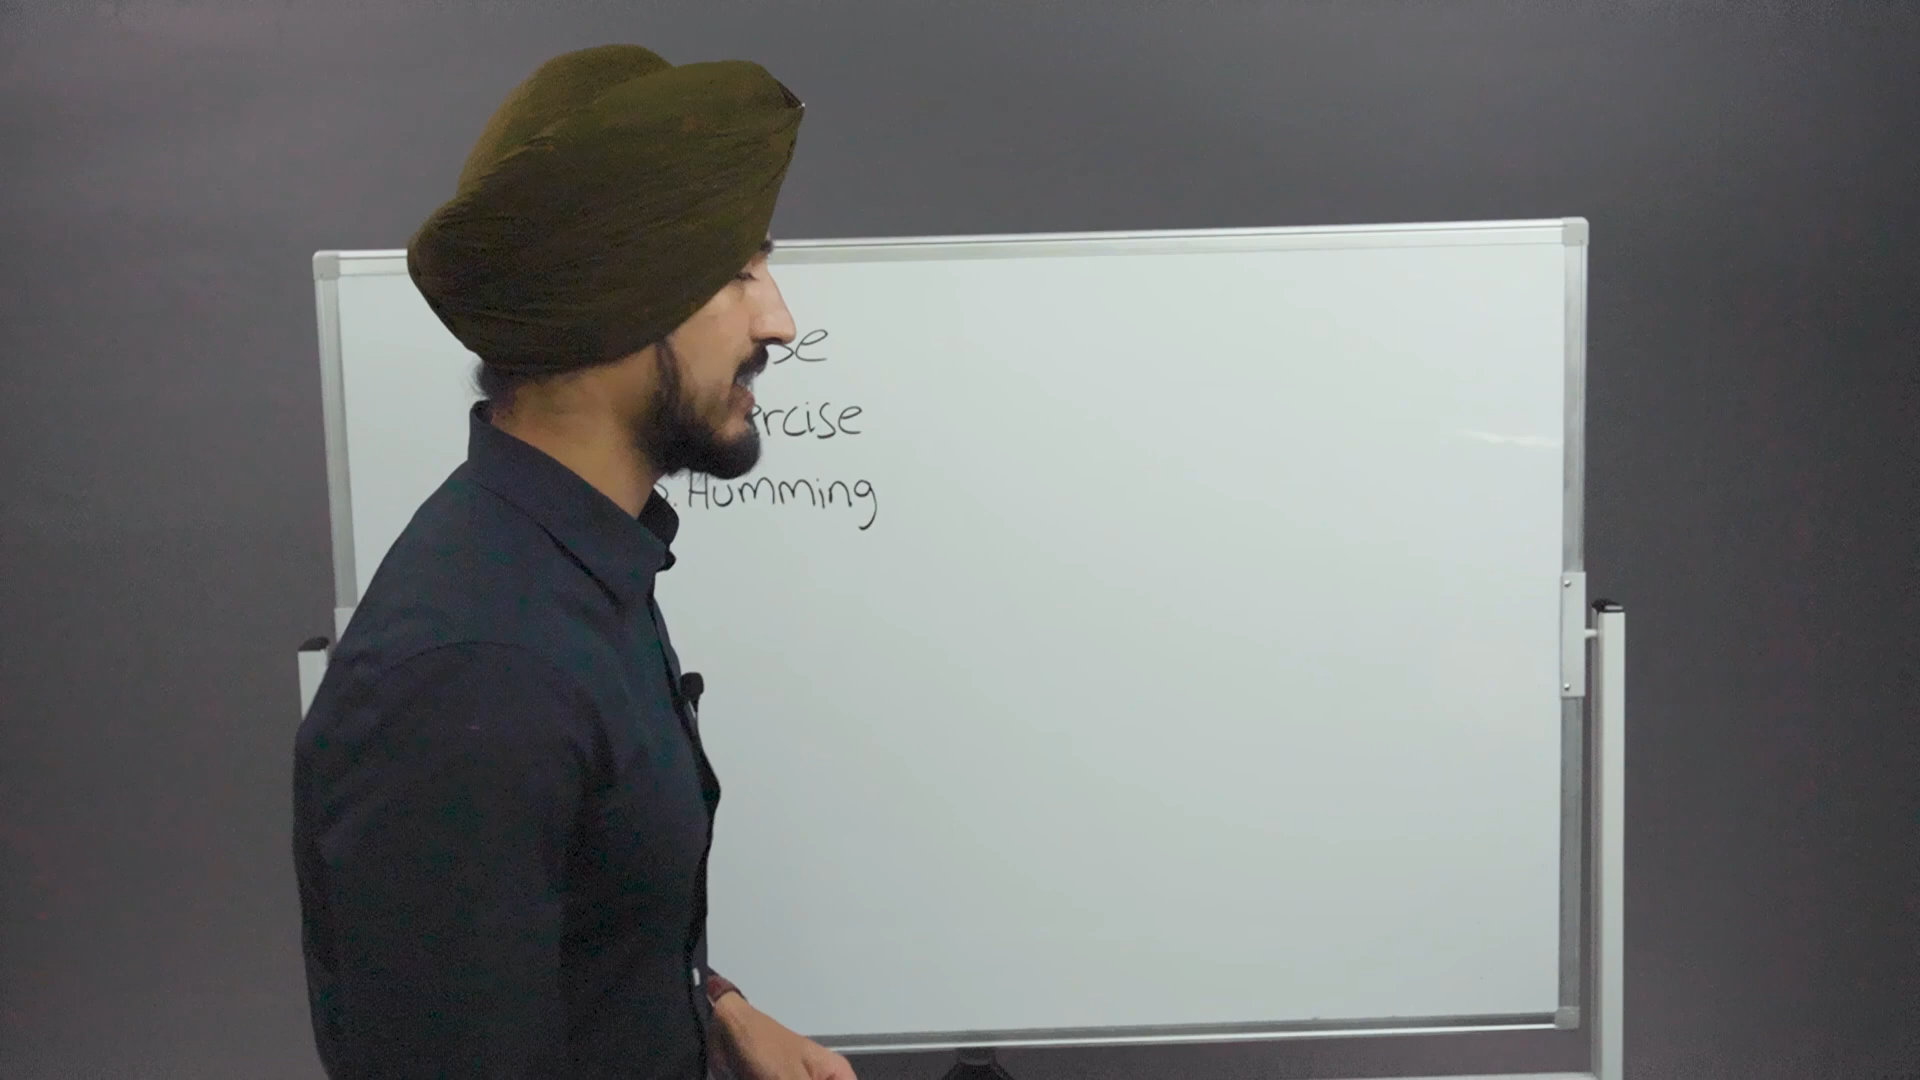 se
ercise
. Humming